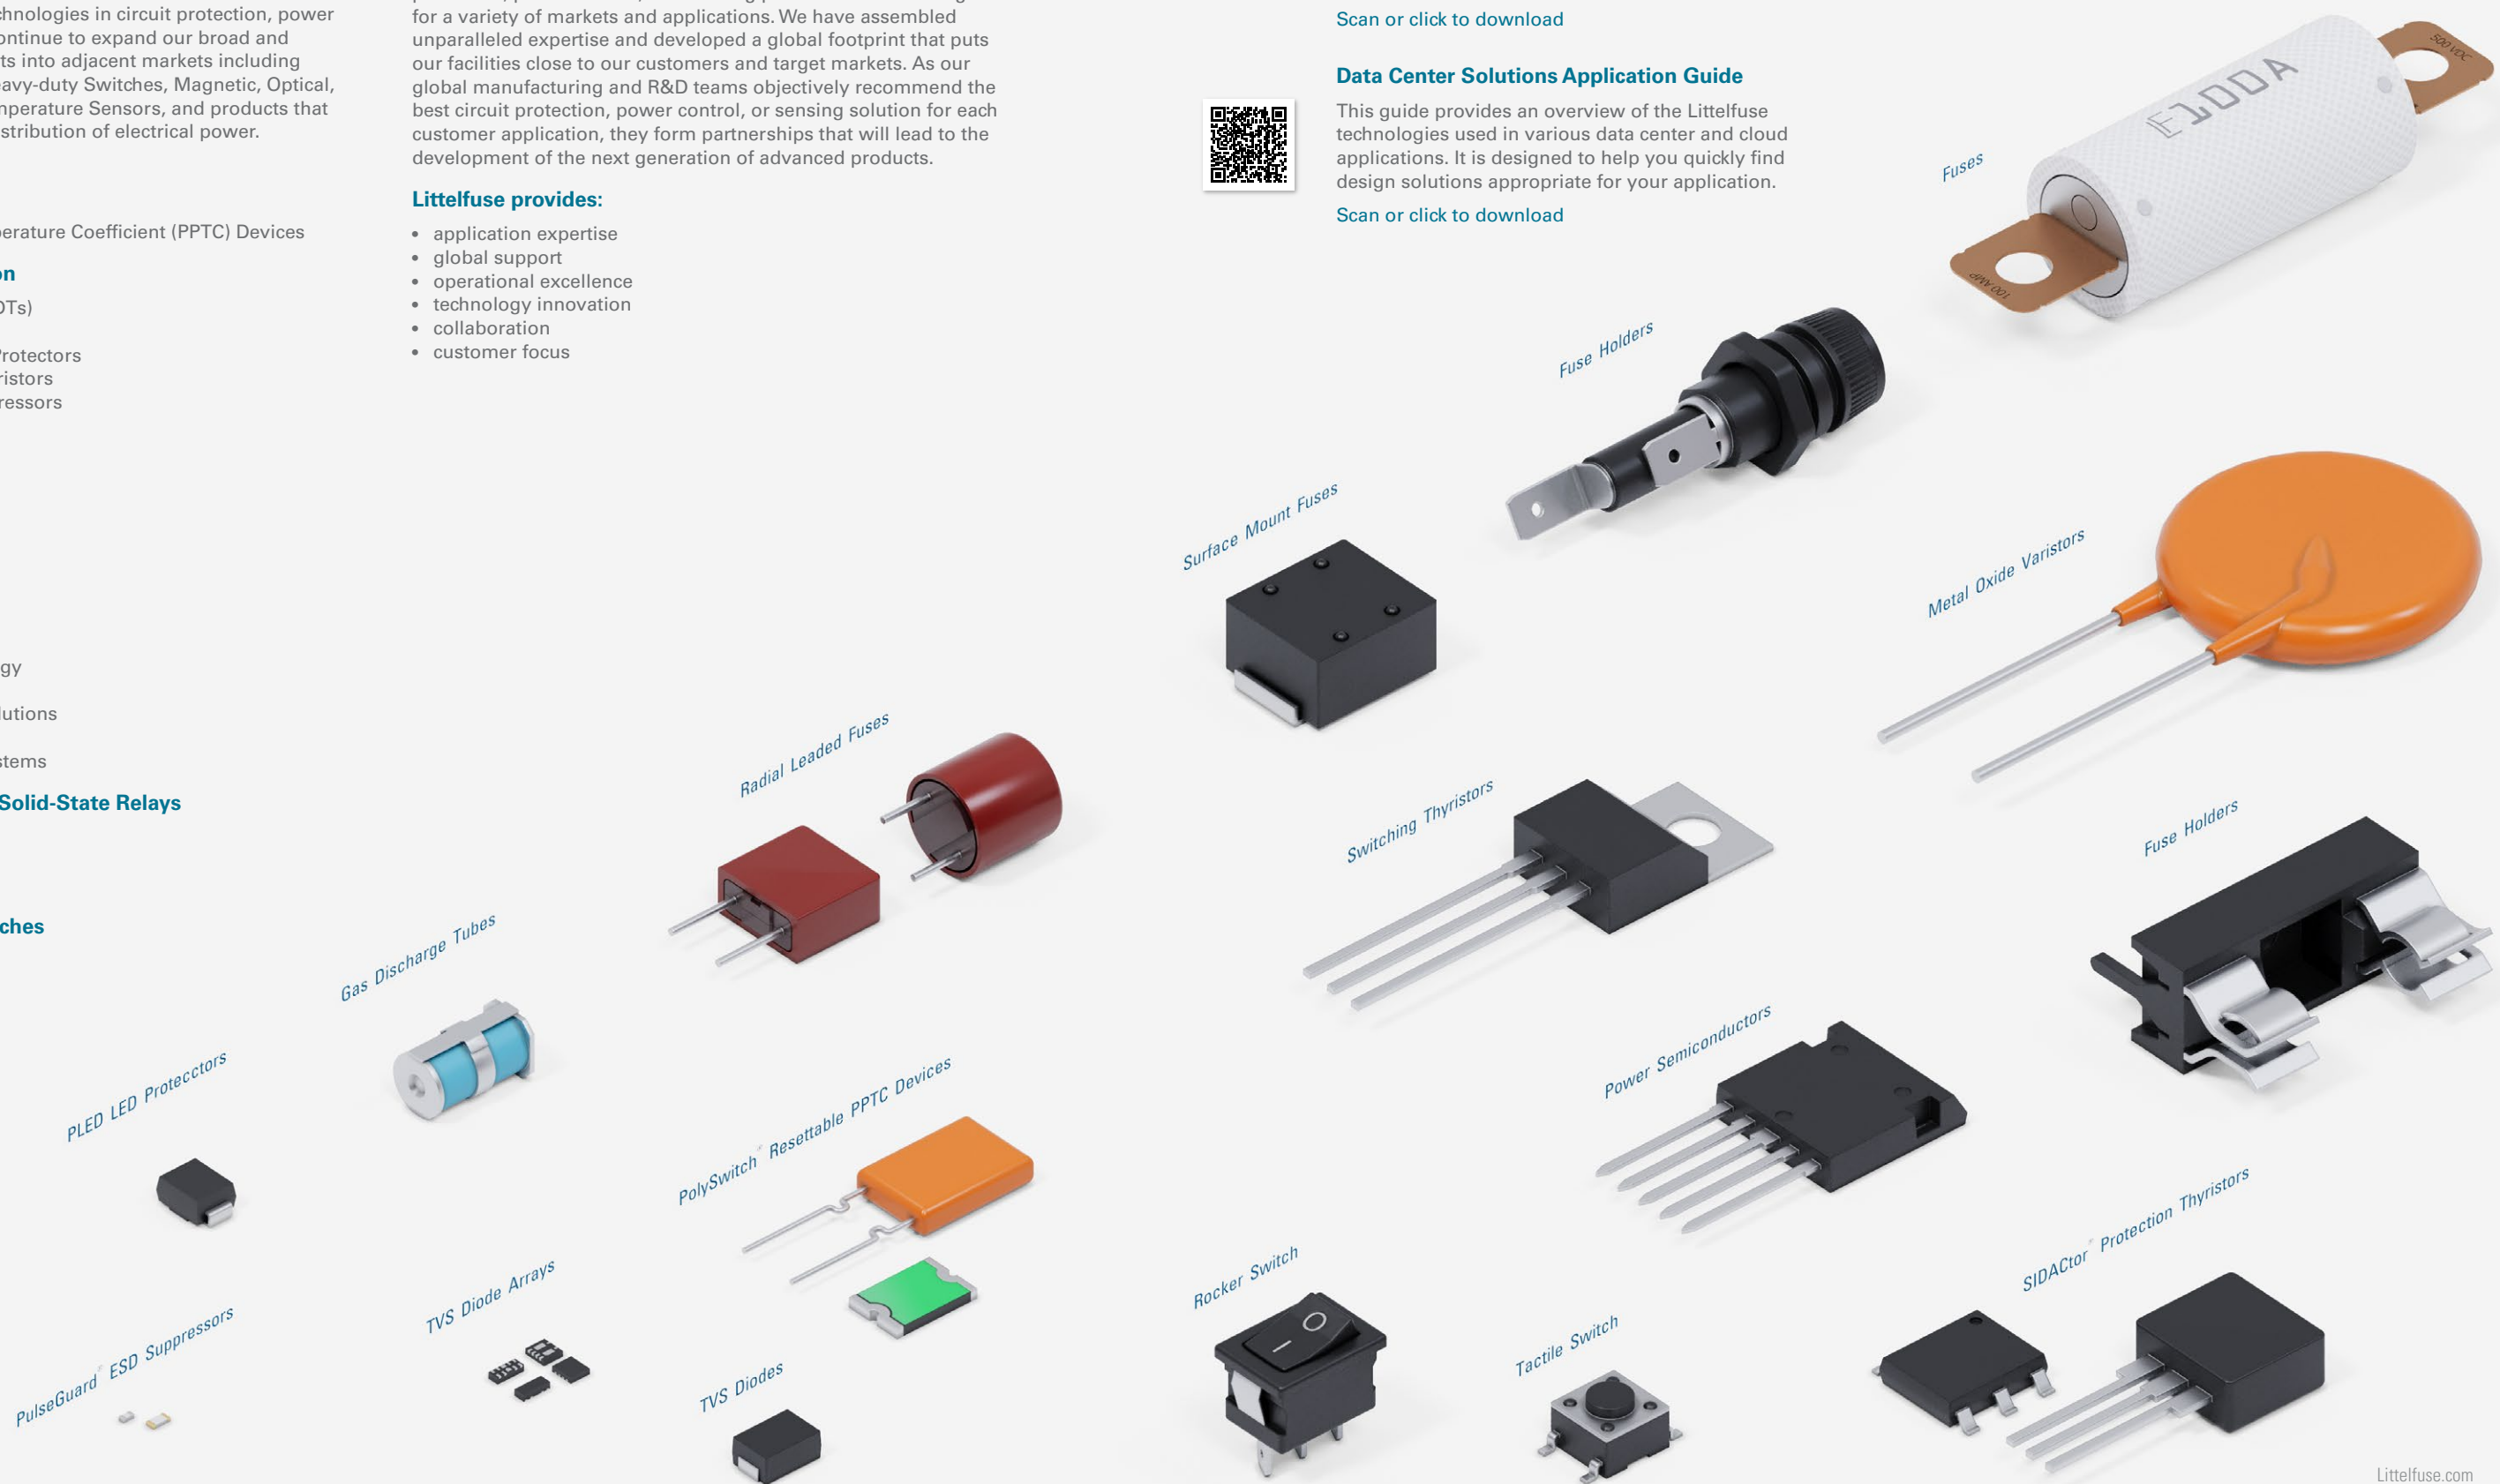 chnologies in circuit protection, power
ontinue to expand our broad and
ts into adjacent markets including
eavy-duty Switches, Magnetic, Optical,
mperature Sensors, and products that
istribution of electrical power.
perature Coefficient (PPTC) Devices
on
DTs)
Protectors
ristors
ressors
gy
lutions
stems
Solid-State Relays
ches
for a variety of markets and applications. We have assembled
unparalleled expertise and developed a global footprint that puts
our facilities close to our customers and target markets. As our
global manufacturing and R&D teams objectively recommend the
best circuit protection, power control, or sensing solution for each
customer application, they form partnerships that will lead to the
development of the next generation of advanced products.
Littelfuse provides:
• application expertise
• global support
• operational excellence
• technology innovation
• collaboration
• customer focus
Scan or click to download
Data Center Solutions Application Guide
This guide provides an overview of the Littelfuse
technologies used in various data center and cloud
applications. It is designed to help you quickly find
design solutions appropriate for your application.
Scan or click to download
Fuses
500 VDC
100 AMP
Fuse Holders
Surface Mount Fuses
Metal Oxide Varistors
Radial Leaded Fuses
Switching Thyristors
Fuse Holders
Gas Discharge Tubes
Power Semiconductors
PLED LED Protecctors
PolySwitch® Resettable PPTC Devices
SIDACtor® Protection Thyristors
Rocker Switch
TVS Diode Arrays
Tactile Switch
PulseGuard® ESD Suppressors
TVS Diodes
Littelfuse.com